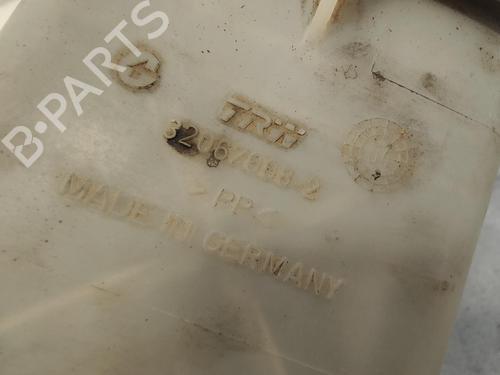 B-PARTS
TRW
32067008-2
>PP<
MADE IN GERMANY